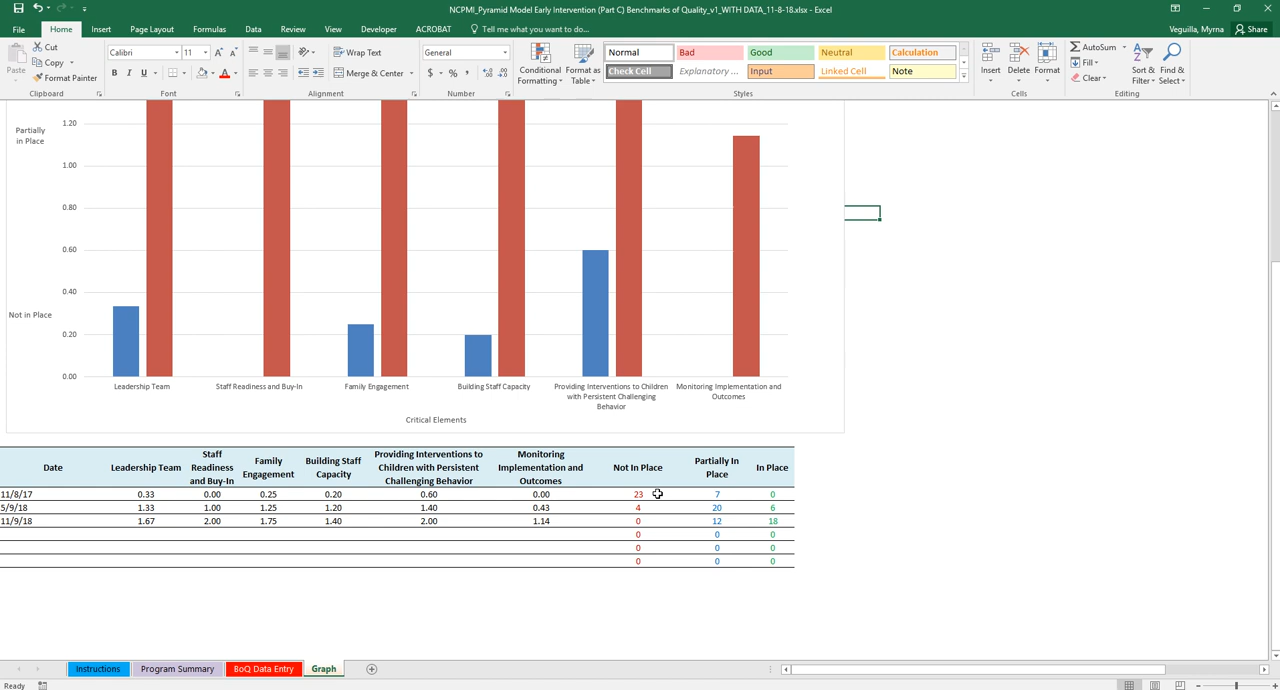 NCPMI_Pyramid Model Early Intervention (Part C) Benchmarks of Quality_v1_WITH DATA_11-8-18.xlsx - Excel
File Home Insert Page Layout Formulas Data Review View Developer ACROBAT Tell me what you want to do... Veguilla, Myrna Share
Paste
Cut
Copy
Format Painter
Clipboard
Calibri 11
B I U
Font
Wrap Text
Merge & Center
Alignment
General
$ % ,
Number
Conditional Formatting
Format as Table
Normal Bad Good Neutral Calculation
Check Cell Explanatory ... Input Linked Cell Note
Styles
Insert Delete Format
Cells
AutoSum
Fill
Clear
Sort & Filter
Find & Select
Editing
Partially in Place
Not in Place
1.20
1.00
0.80
0.60
0.40
0.20
0.00
Leadership Team
Staff Readiness and Buy-In
Family Engagement
Building Staff Capacity
Providing Interventions to Children with Persistent Challenging Behavior
Monitoring Implementation and Outcomes
Critical Elements
Date Leadership Team Staff Readiness and Buy-In Family Engagement Building Staff Capacity Providing Interventions to Children with Persistent Challenging Behavior Monitoring Implementation and Outcomes Not In Place Partially In Place In Place
11/8/17 0.33 0.00 0.25 0.20 0.60 0.00 23 7 0
5/9/18 1.33 1.00 1.25 1.20 1.40 0.43 4 20 6
11/9/18 1.67 2.00 1.75 1.40 2.00 1.14 0 12 18
0 0 0
0 0 0
0 0 0
Instructions Program Summary BoQ Data Entry Graph
Ready